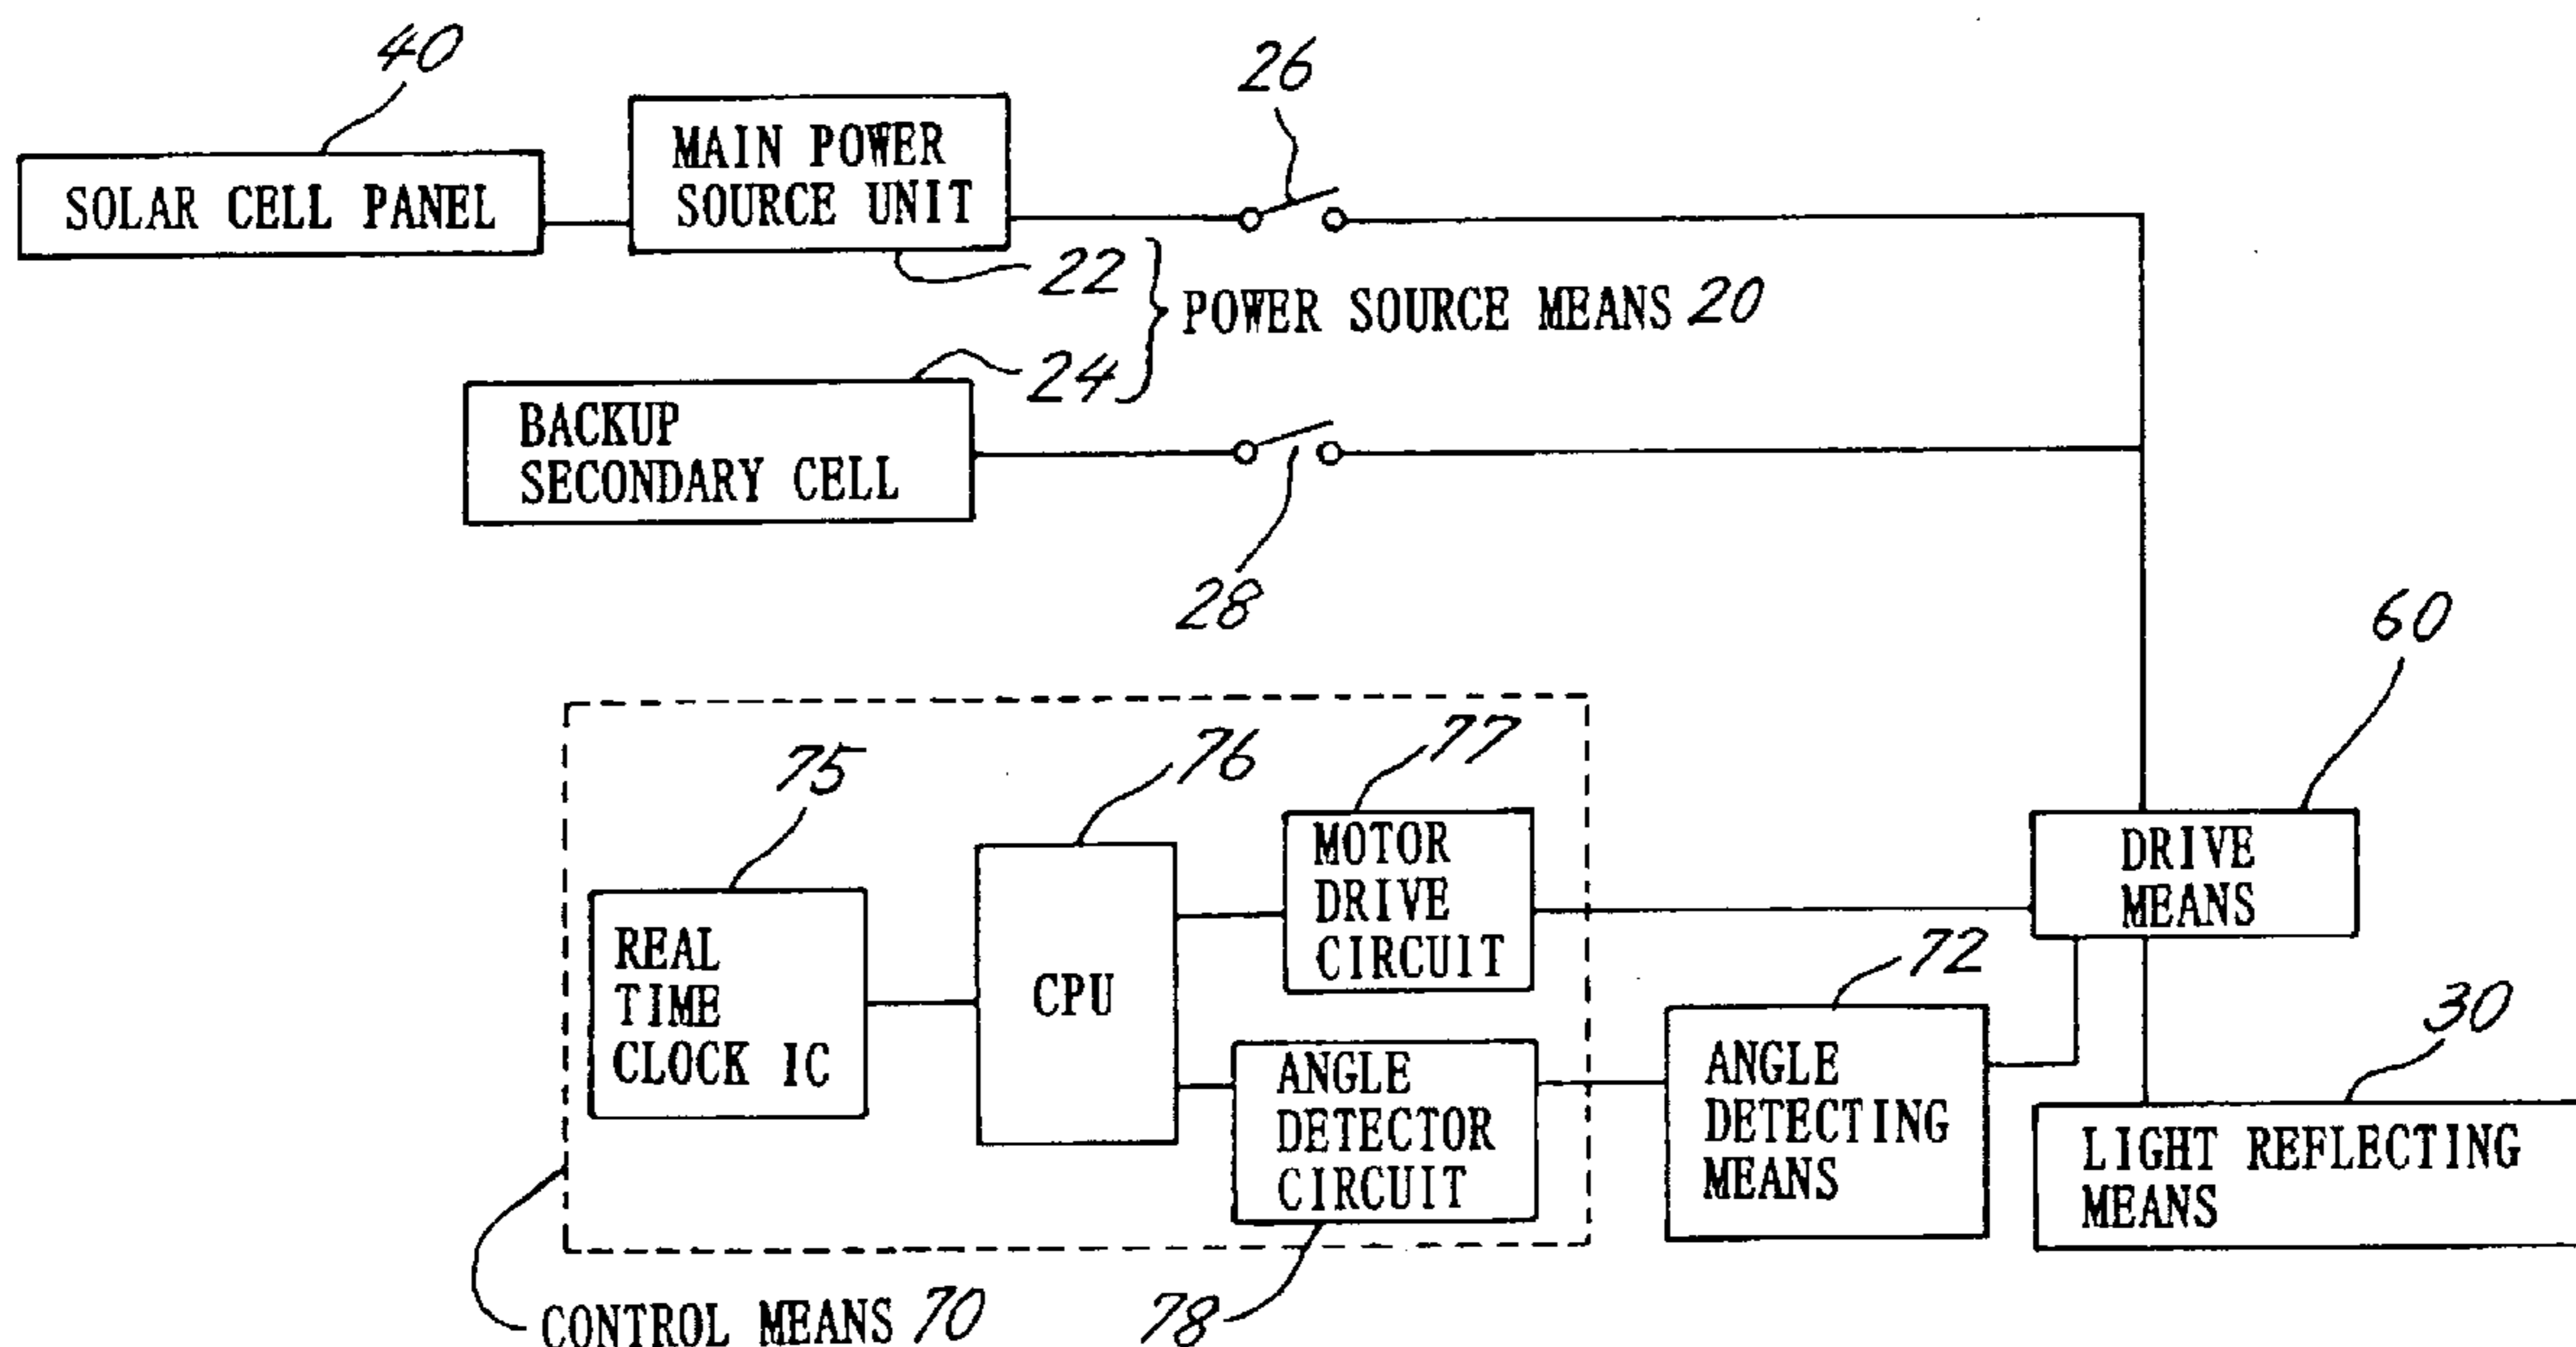 40
26
SOLAR CELL PANEL
MAIN POWER
SOURCE UNIT
22
POWER SOURCE MEANS 20
24
BACKUP
SECONDARY CELL
28
60
75
76
77
REAL
TIME
CLOCK IC
CPU
MOTOR
DRIVE
CIRCUIT
DRIVE
MEANS
72
30
ANGLE
DETECTOR
CIRCUIT
ANGLE
DETECTING
MEANS
LIGHT REFLECTING
MEANS
CONTROL MEANS 70
78